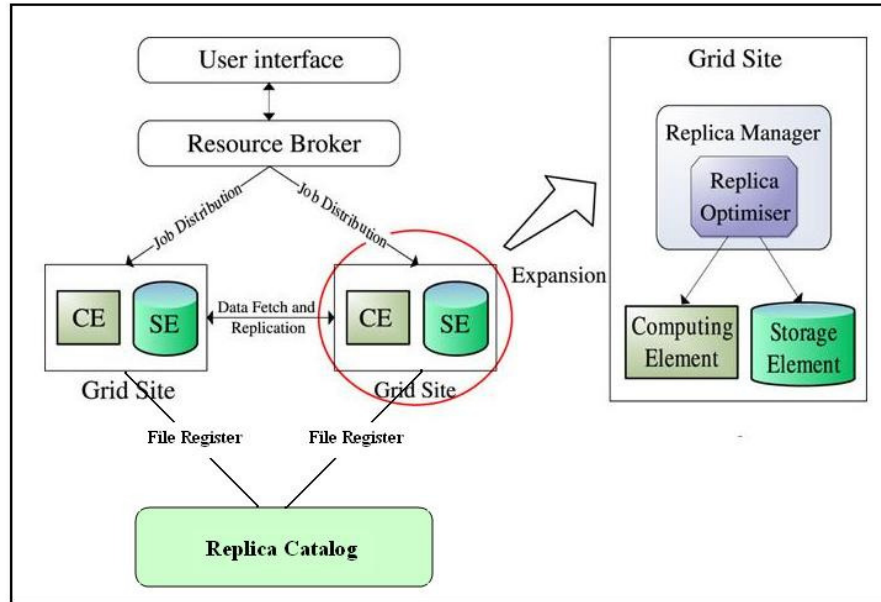 User interface
Resource Broker
Job Distribution
Job Distribution
CE
SE
Grid Site
Data Fetch and
Replication
CE
SE
Grid Site
File Register
File Register
Replica Catalog
Expansion
Grid Site
Replica Manager
Replica
Optimiser
Computing
Element
Storage
Element